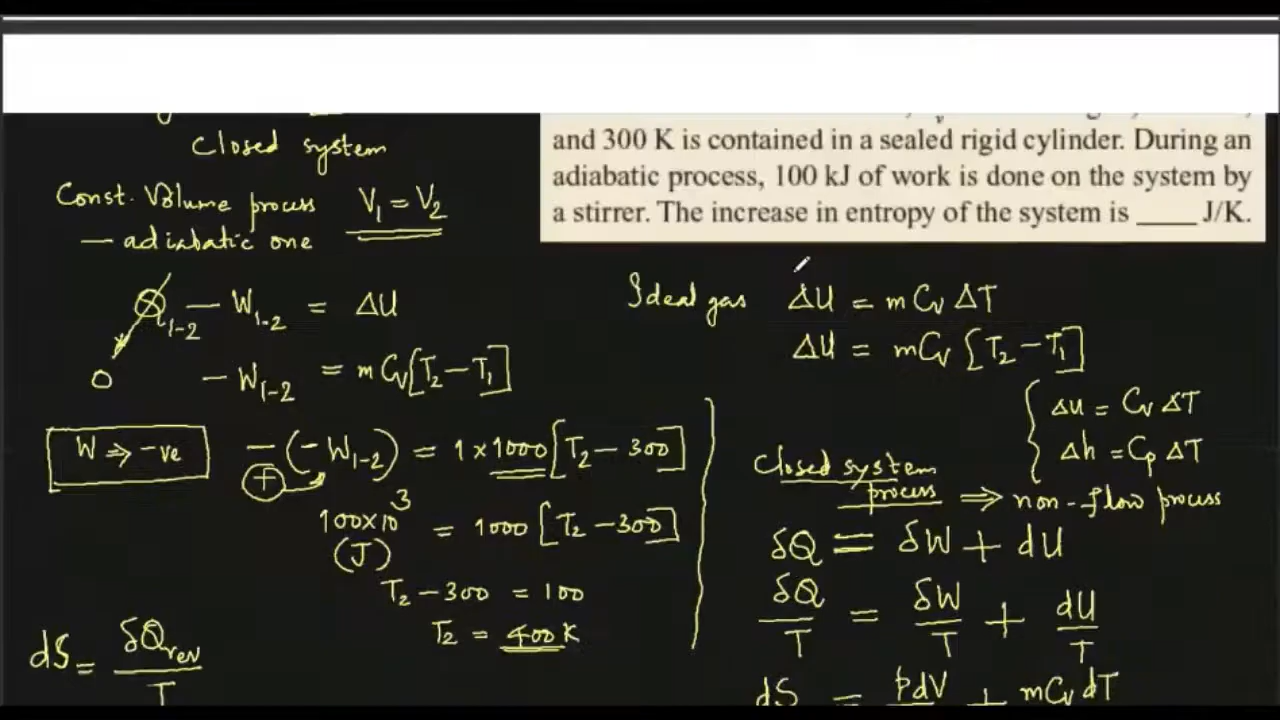 Closed system
Const. Volume process V₁ = V₂
— adiabatic one
Q₁₋₂ — W₁₋₂ = ΔU
O
— W₁₋₂ = m Cv [T₂ — T₁]
W ⇒ -ve
— (— W₁₋₂) = 1 × 1000 [T₂ — 300]
+
100×10³ = 1000 [T₂ — 300]
(J)
T₂ — 300 = 100
T₂ = 400 K
dS = δQrev / T
and 300 K is contained in a sealed rigid cylinder. During an
adiabatic process, 100 kJ of work is done on the system by
a stirrer. The increase in entropy of the system is ____ J/K.
Ideal gas ΔU = m Cv ΔT
ΔU = m Cv [T₂ — T₁]
Δu = Cv ΔT
Δh = Cp ΔT
Closed system
process ⇒ non-flow process
δQ = δW + dU
δQ/T = δW/T + dU/T
dS = pdV + mCv dT